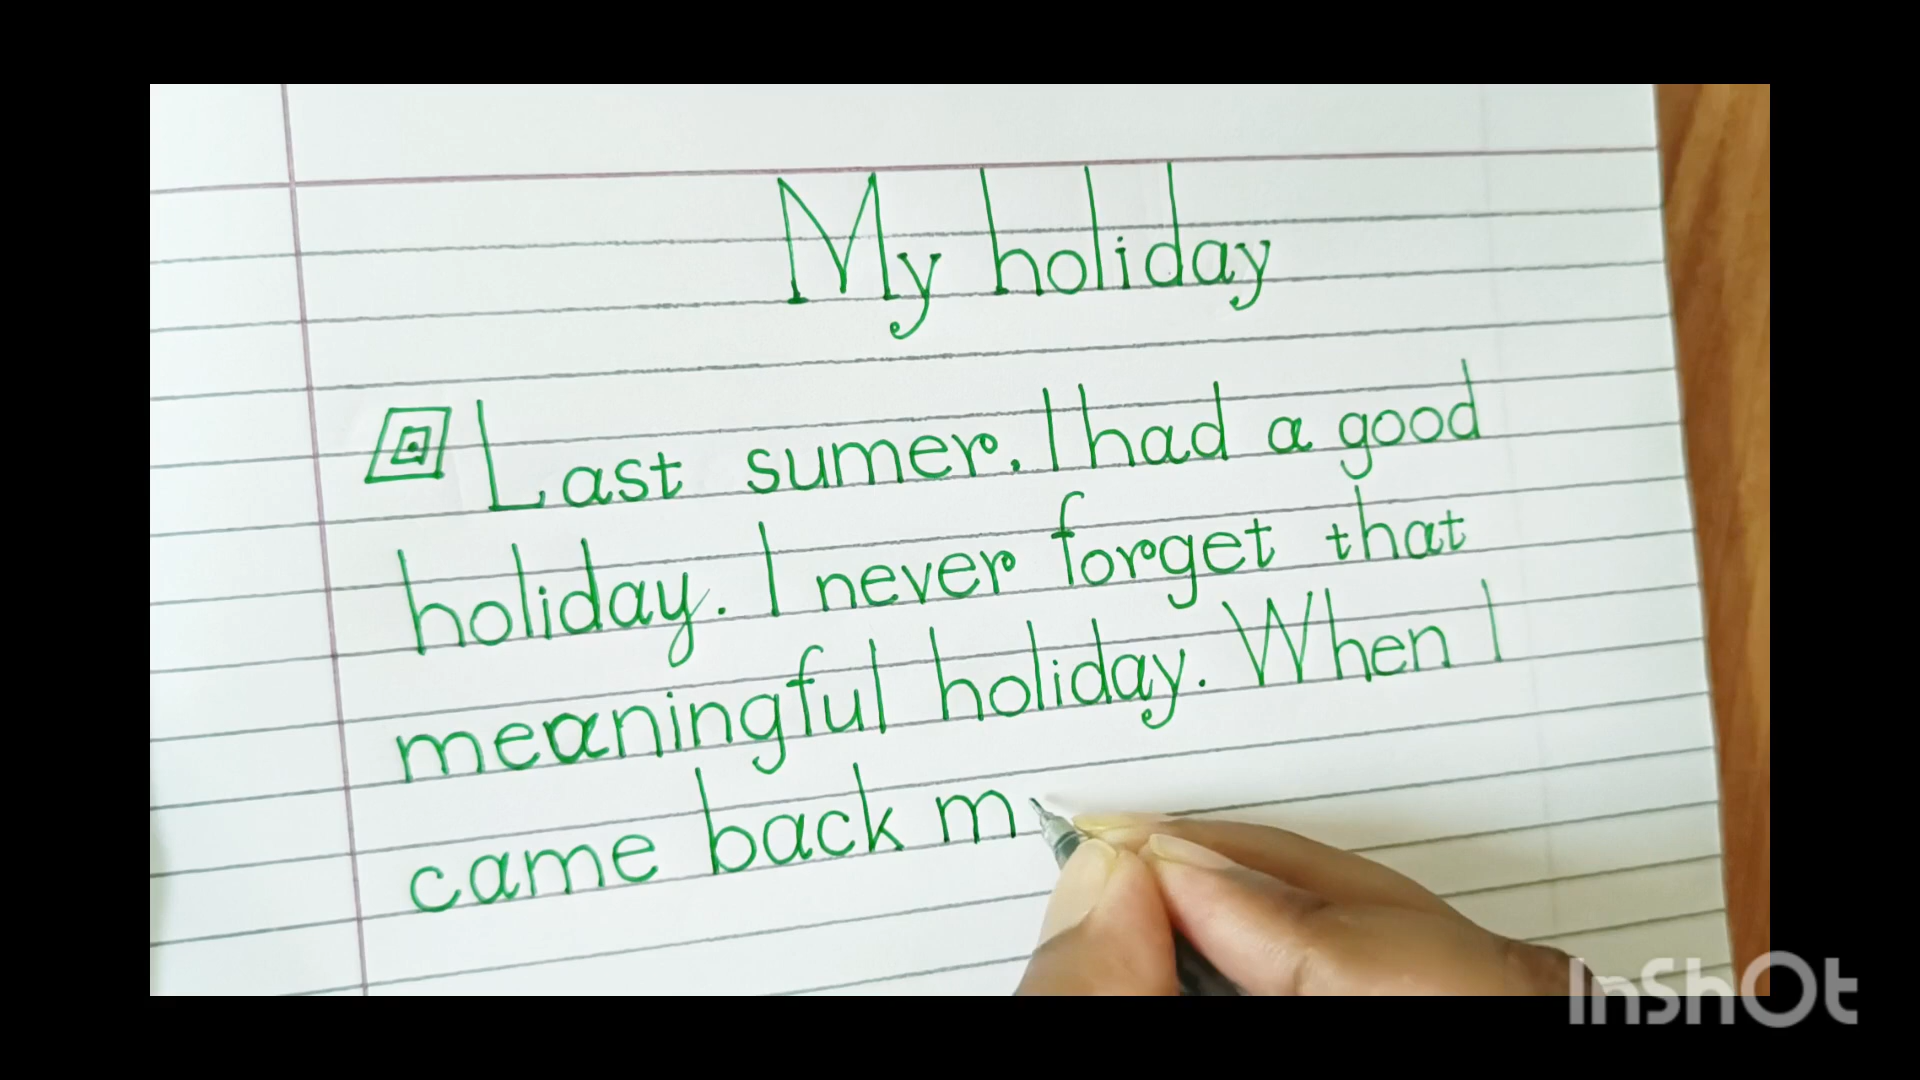 My holiday
Last sumer. I had a good
holiday. I never forget that
meaningful holiday. When I
came back m
InShOt